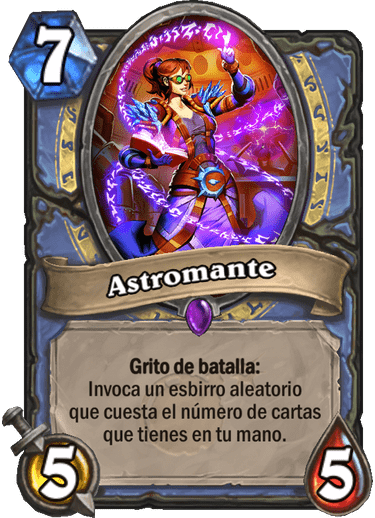 7
Astromante
Grito de batalla:
Invoca un esbirro aleatorio
que cuesta el número de cartas
que tienes en tu mano.
5 5